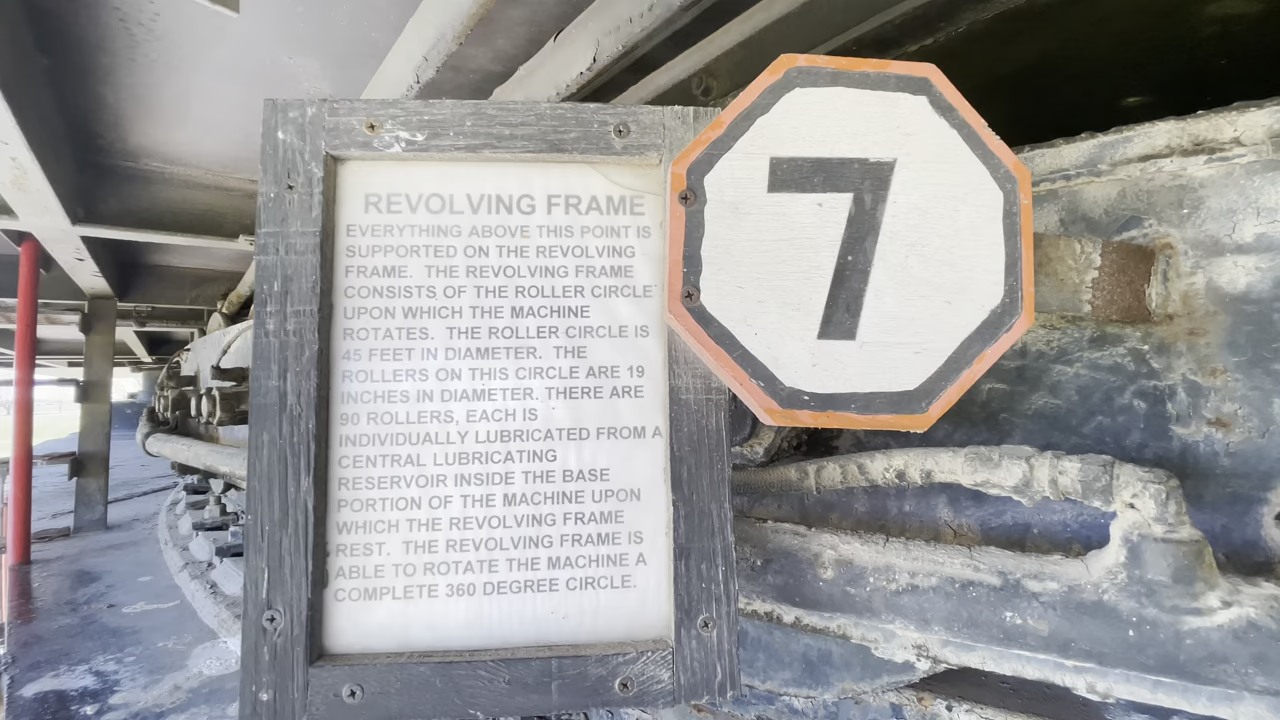 REVOLVING FRAME
EVERYTHING ABOVE THIS POINT IS
SUPPORTED ON THE REVOLVING
FRAME. THE REVOLVING FRAME
CONSISTS OF THE ROLLER CIRCLE
UPON WHICH THE MACHINE
ROTATES. THE ROLLER CIRCLE IS
45 FEET IN DIAMETER. THE
ROLLERS ON THIS CIRCLE ARE 19
INCHES IN DIAMETER. THERE ARE
90 ROLLERS, EACH IS
INDIVIDUALLY LUBRICATED FROM A
CENTRAL LUBRICATING
RESERVOIR INSIDE THE BASE
PORTION OF THE MACHINE UPON
WHICH THE REVOLVING FRAME
REST. THE REVOLVING FRAME IS
ABLE TO ROTATE THE MACHINE A
COMPLETE 360 DEGREE CIRCLE.
7